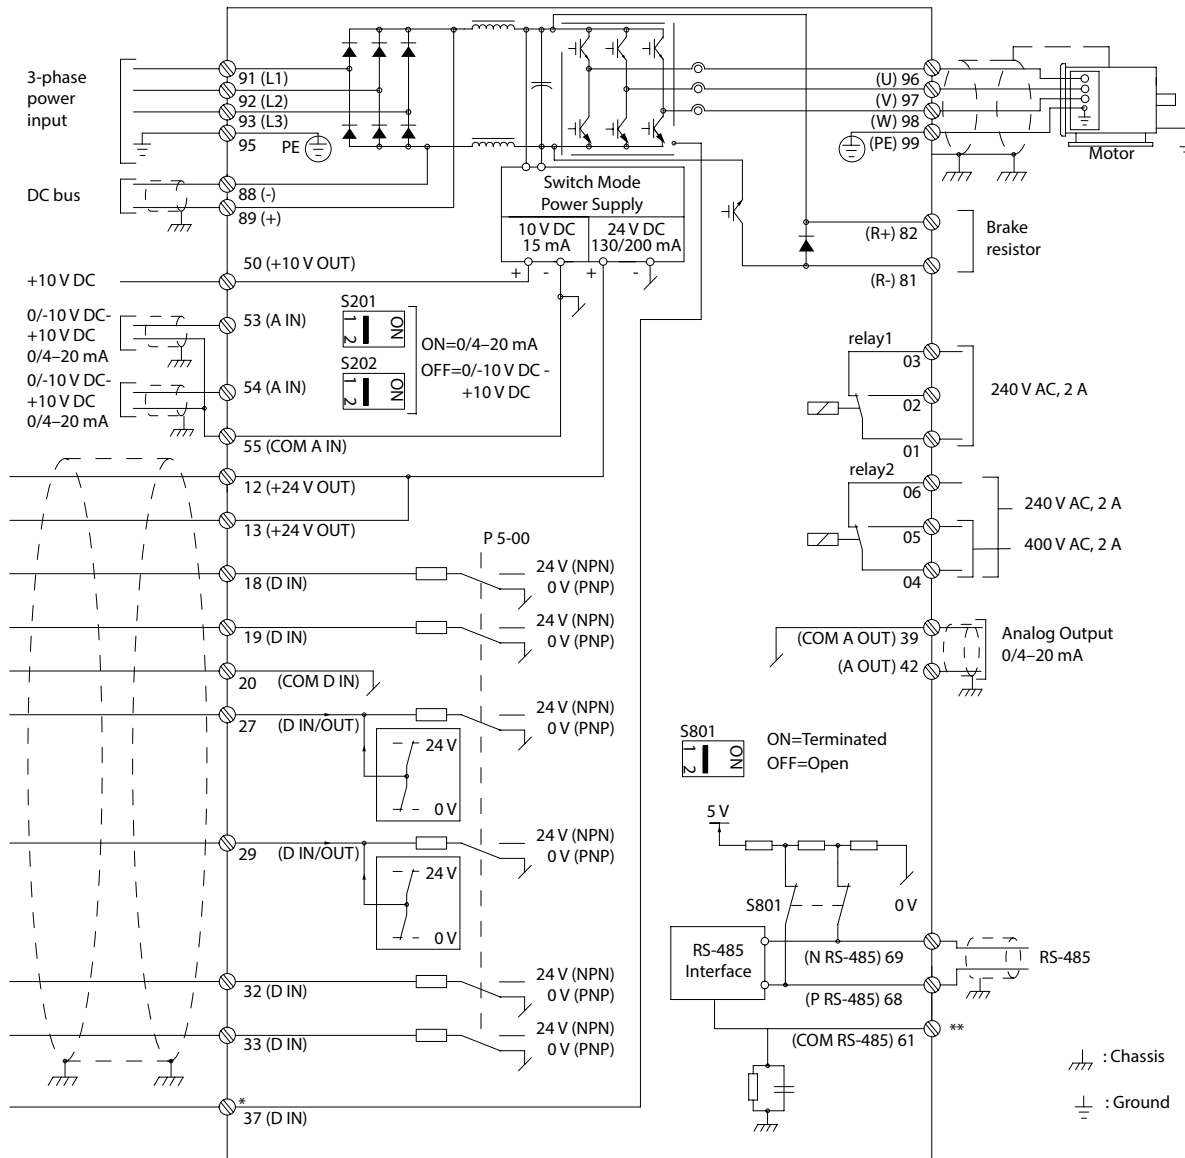 3-phase
power
input
91 (L1)
92 (L2)
93 (L3)
95
PE
DC bus
88 (-)
89 (+)
Switch Mode
Power Supply
10 V DC
15 mA
24 V DC
130/200 mA
+ - + -
(U) 96
(V) 97
(W) 98
(PE) 99
Motor
(R+) 82
(R-) 81
Brake
resistor
+10 V DC
50 (+10 V OUT)
0/-10 V DC-
+10 V DC
0/4–20 mA
53 (A IN)
0/-10 V DC-
+10 V DC
0/4–20 mA
54 (A IN)
55 (COM A IN)
S201
1 2
ON
S202
1 2
ON
ON=0/4–20 mA
OFF=0/-10 V DC -
+10 V DC
relay1
03
02
01
240 V AC, 2 A
relay2
06
05
04
240 V AC, 2 A
400 V AC, 2 A
12 (+24 V OUT)
13 (+24 V OUT)
P 5-00
18 (D IN)
24 V (NPN)
0 V (PNP)
19 (D IN)
24 V (NPN)
0 V (PNP)
20 (COM D IN)
27 (D IN/OUT)
24 V (NPN)
0 V (PNP)
24 V
0 V
29 (D IN/OUT)
24 V (NPN)
0 V (PNP)
24 V
0 V
32 (D IN)
24 V (NPN)
0 V (PNP)
33 (D IN)
24 V (NPN)
0 V (PNP)
*
37 (D IN)
(COM A OUT) 39
(A OUT) 42
Analog Output
0/4–20 mA
S801
1 2
ON
ON=Terminated
OFF=Open
5 V
S801
0 V
RS-485
Interface
(N RS-485) 69
(P RS-485) 68
(COM RS-485) 61
RS-485
**
: Chassis
: Ground